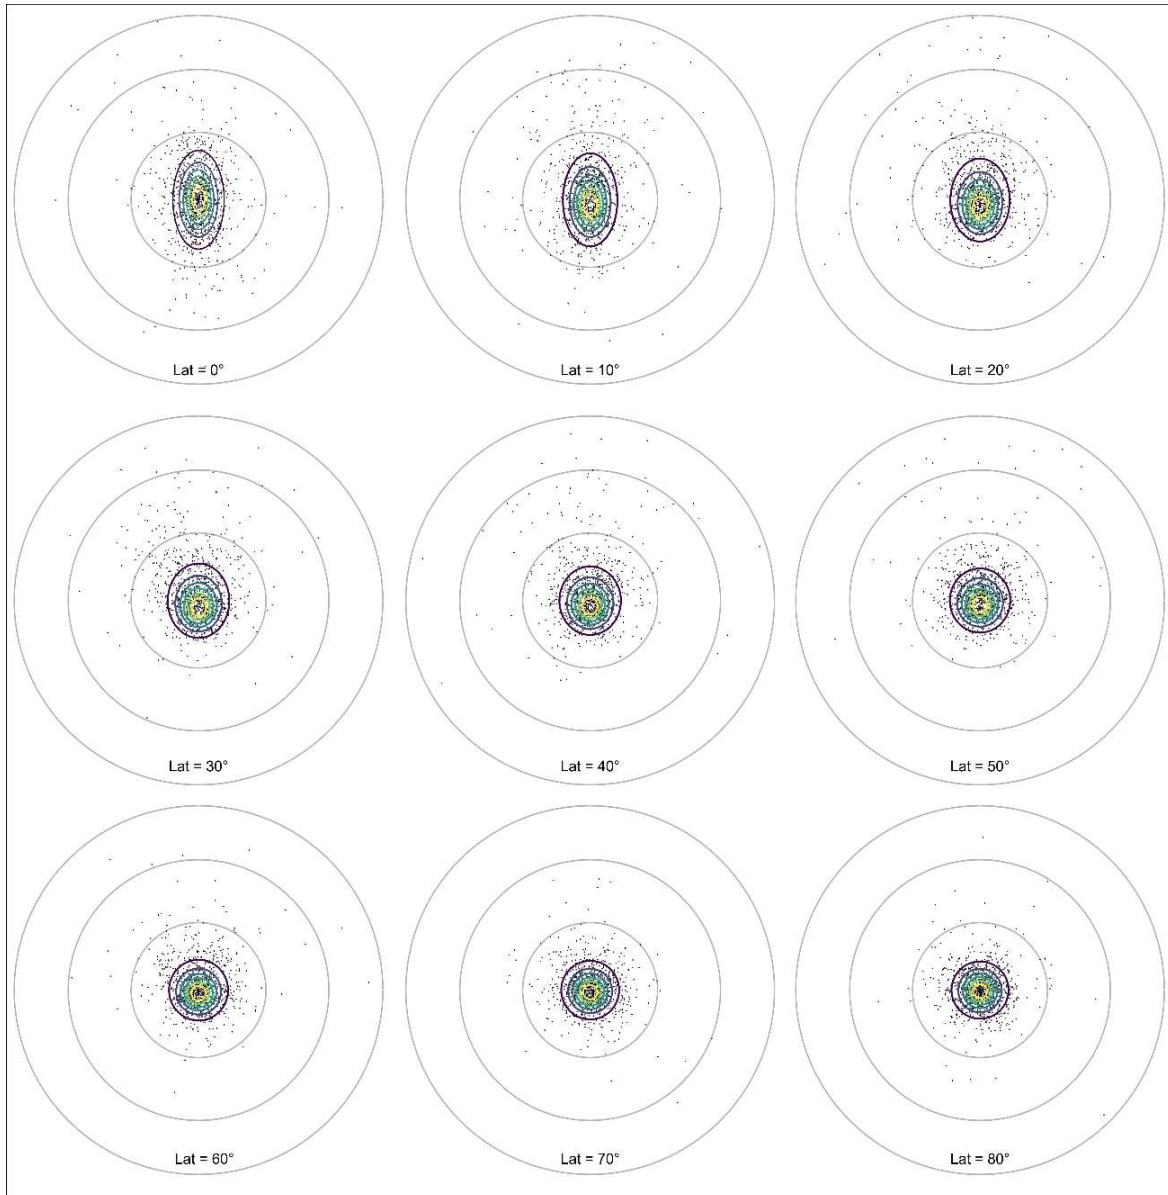 Lat = 0°
Lat = 10°
Lat = 20°
Lat = 30°
Lat = 40°
Lat = 50°
Lat = 60°
Lat = 70°
Lat = 80°